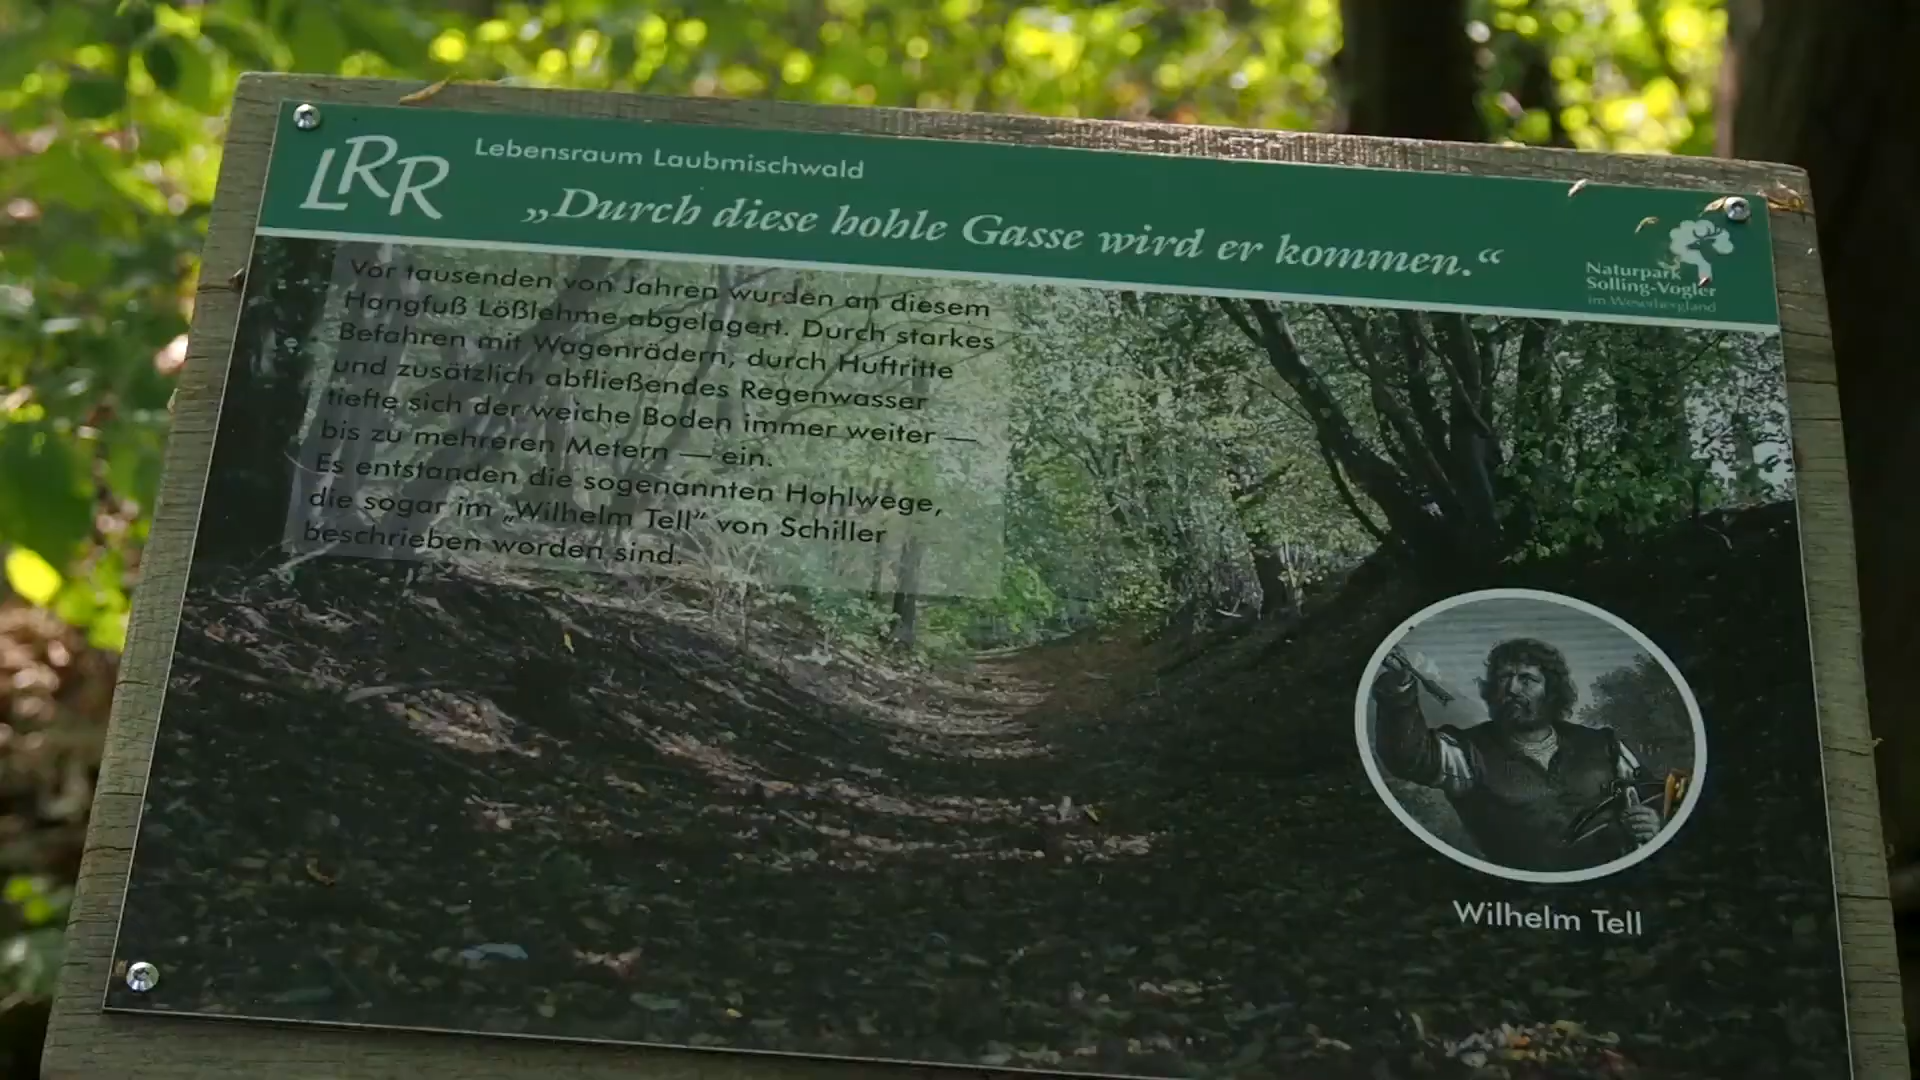 LRR
Lebensraum Laubmischwald
„Durch diese hohle Gasse wird er kommen.“
Naturpark
Solling-Vogler
im Weserbergland
Vor tausenden von Jahren wurden an diesem
Hangfuß Lößlehme abgelagert. Durch starkes
Befahren mit Wagenrädern, durch Huftritte
und zusätzlich abfließendes Regenwasser
tiefte sich der weiche Boden immer weiter —
bis zu mehreren Metern — ein.
Es entstanden die sogenannten Hohlwege,
die sogar im „Wilhelm Tell“ von Schiller
beschrieben worden sind.
Wilhelm Tell